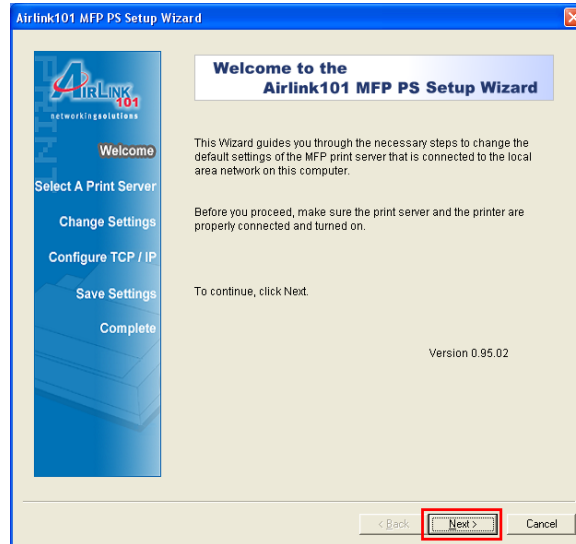 Airlink101 MFP PS Setup Wizard
AIRLINK
101
networkingsolutions
Welcome
Select A Print Server
Change Settings
Configure TCP / IP
Save Settings
Complete
Welcome to the
Airlink101 MFP PS Setup Wizard
This Wizard guides you through the necessary steps to change the
default settings of the MFP print server that is connected to the local
area network on this computer.
Before you proceed, make sure the print server and the printer are
properly connected and turned on.
To continue, click Next.
Version 0.95.02
< Back
Next >
Cancel